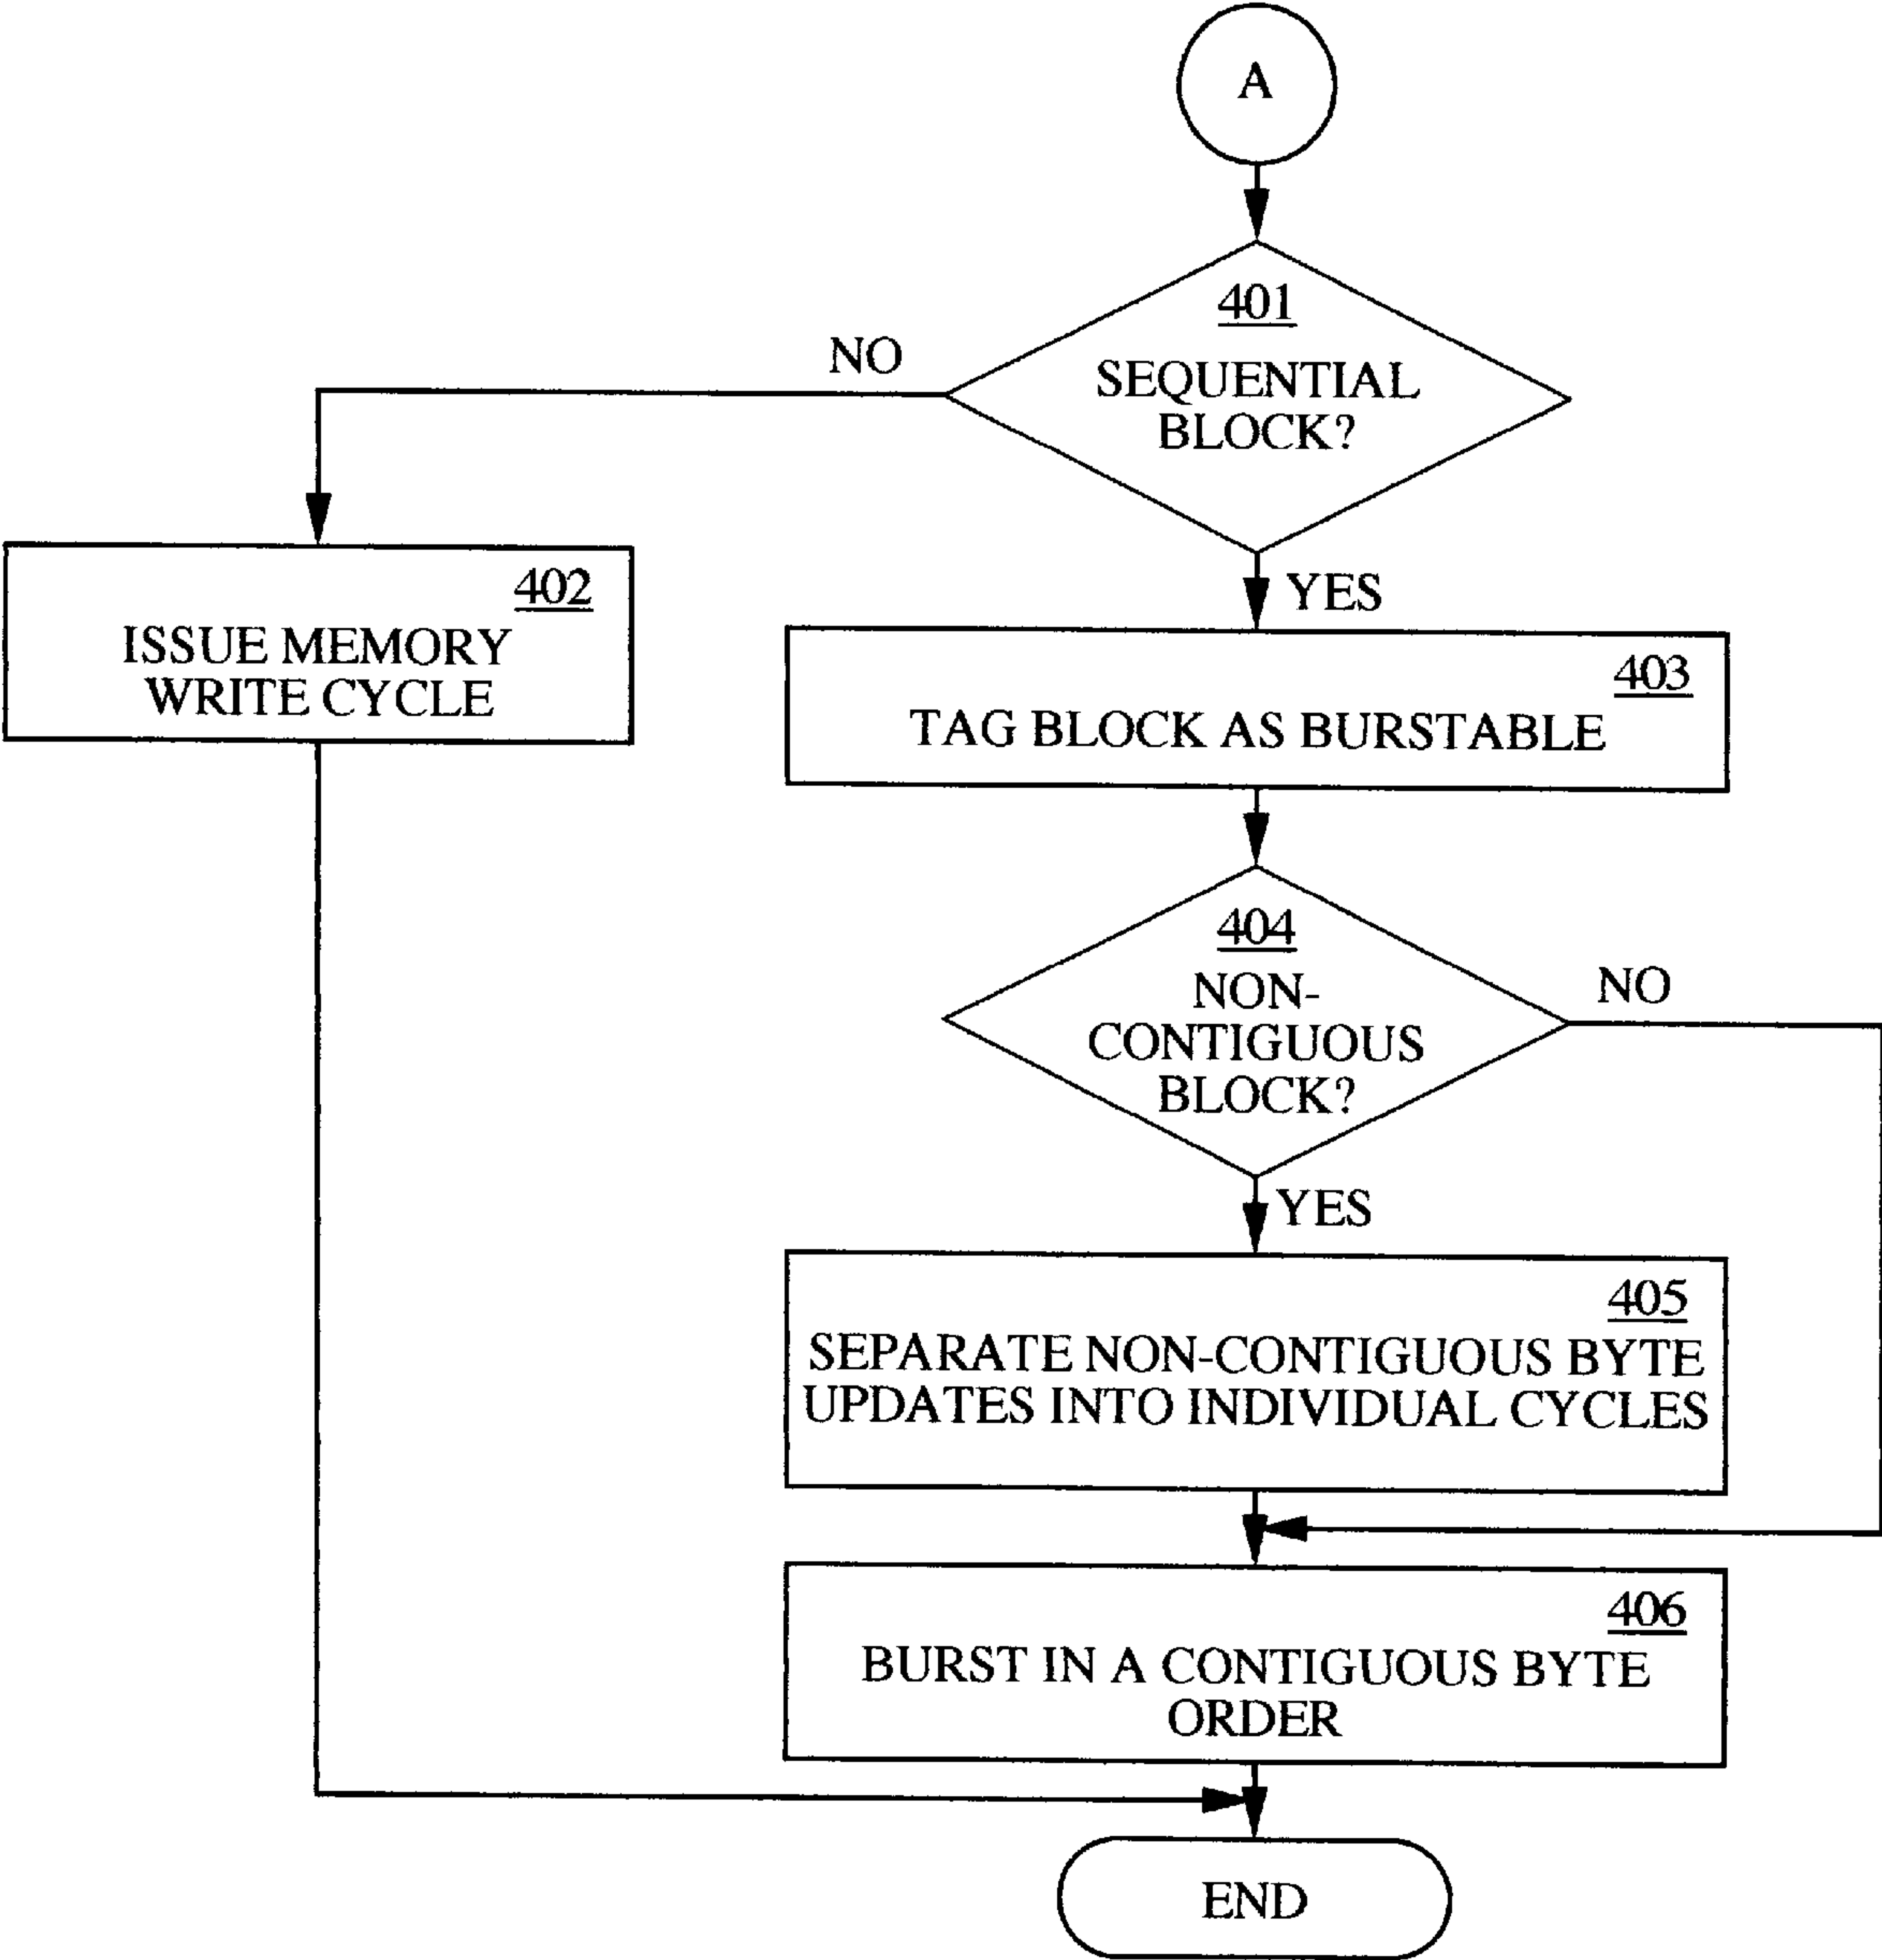 A
401
SEQUENTIAL
BLOCK?
NO
YES
402
ISSUE MEMORY
WRITE CYCLE
403
TAG BLOCK AS BURSTABLE
404
NON-
CONTIGUOUS
BLOCK?
NO
YES
405
SEPARATE NON-CONTIGUOUS BYTE
UPDATES INTO INDIVIDUAL CYCLES
406
BURST IN A CONTIGUOUS BYTE
ORDER
END